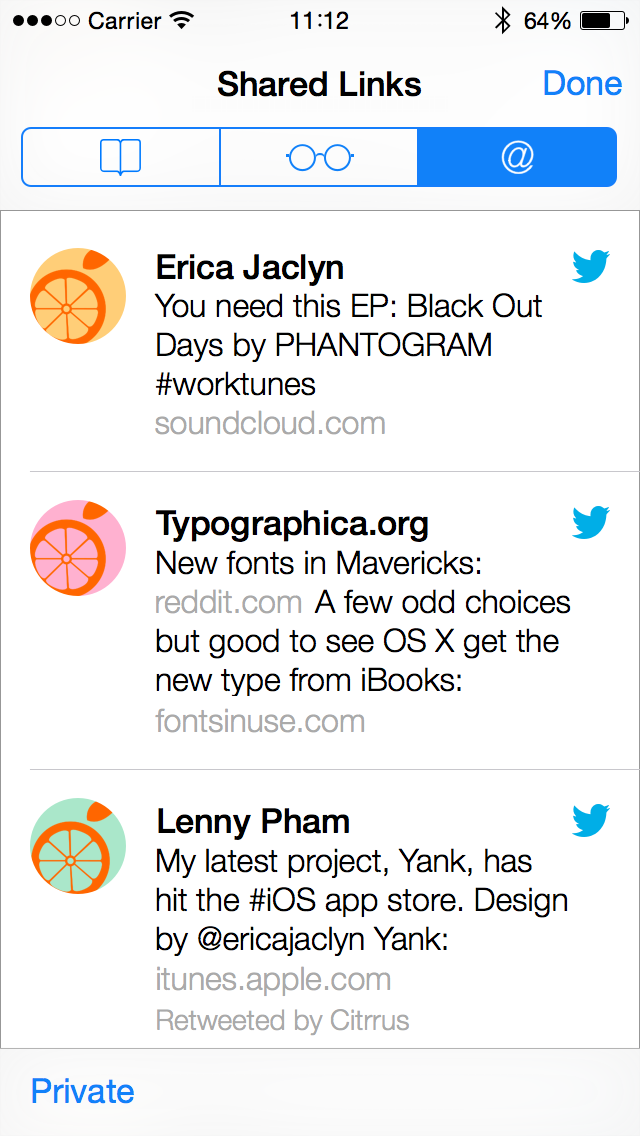 Carrier 11:12 64%
Shared Links Done
@
Erica Jaclyn
You need this EP: Black Out
Days by PHANTOGRAM
#worktunes
soundcloud.com
Typographica.org
New fonts in Mavericks:
reddit.com A few odd choices
but good to see OS X get the
new type from iBooks:
fontsinuse.com
Lenny Pham
My latest project, Yank, has
hit the #iOS app store. Design
by @ericajaclyn Yank:
itunes.apple.com
Retweeted by Citrrus
Private